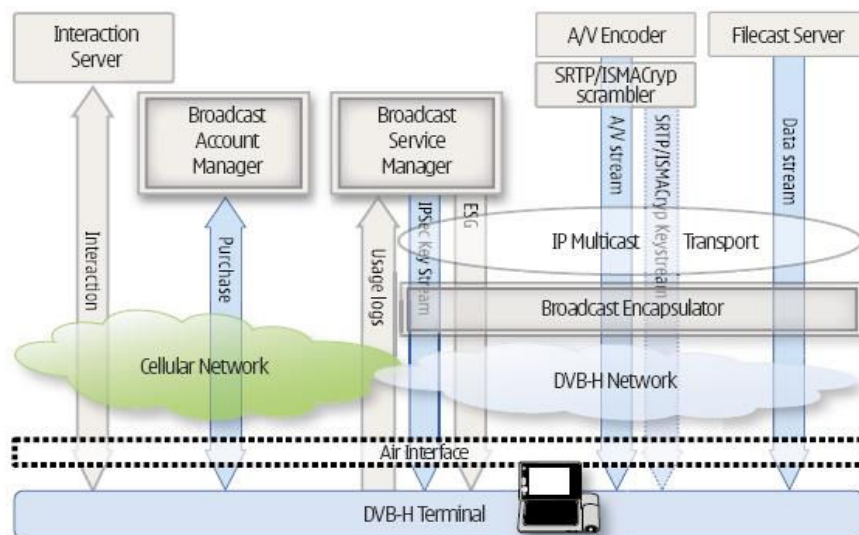 Interaction
Server
A/V Encoder
Filecast Server
SRTP/ISMACryp
scrambler
Broadcast
Account
Manager
Broadcast
Service
Manager
Interaction
Purchase
Usage logs
IPSec Key Stream
ESG
A/V stream
SRTP/ISMACryp Keystream
Data stream
IP Multicast Transport
Broadcast Encapsulator
Cellular Network
DVB-H Network
Air Interface
DVB-H Terminal